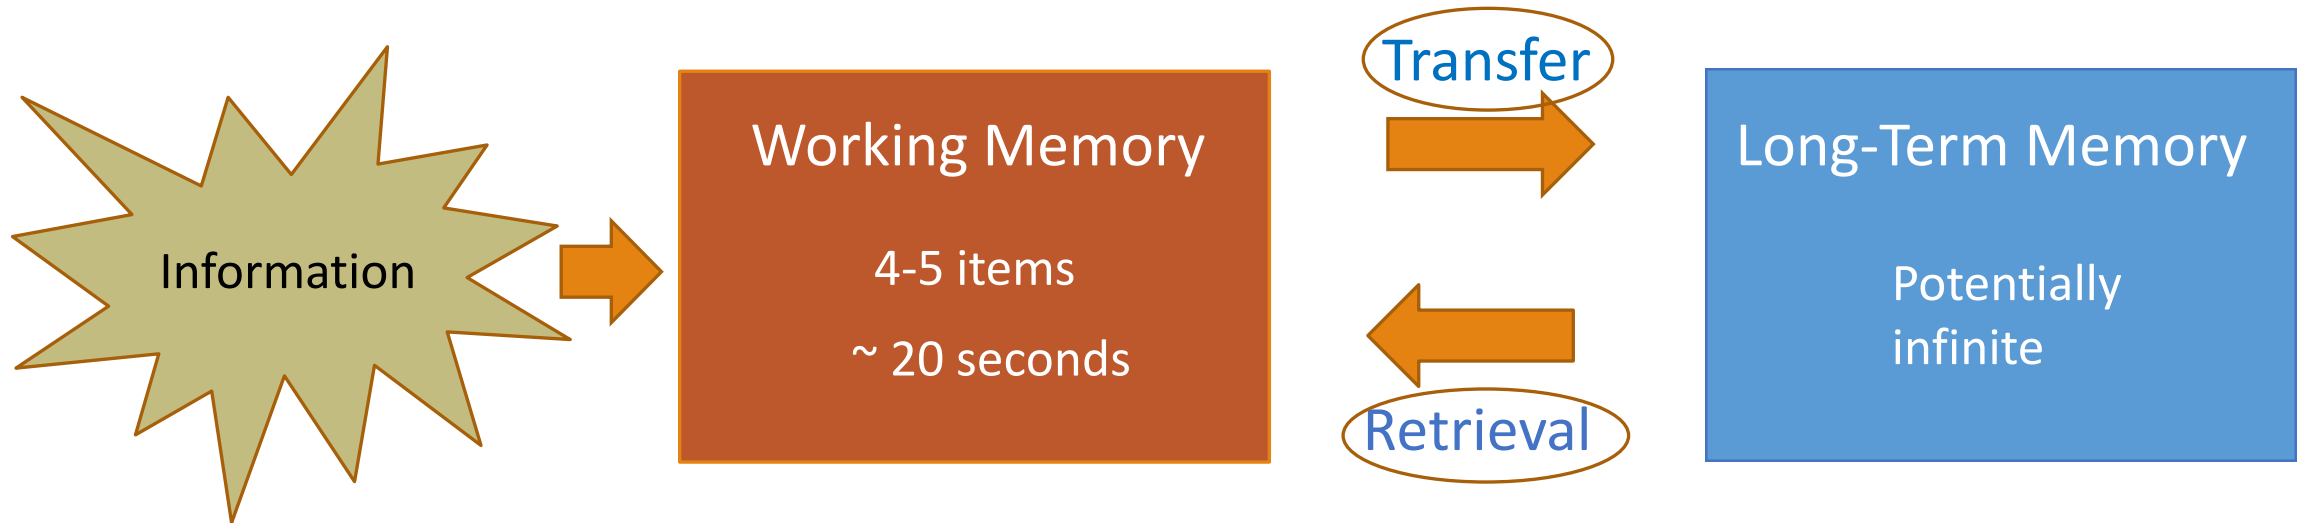 Information
Working Memory
4-5 items
~ 20 seconds
Transfer
Retrieval
Long-Term Memory
Potentially
infinite